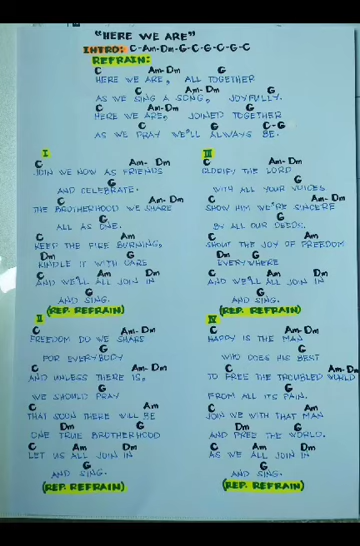 "HERE WE ARE"
INTRO: C-Am-Dm-G-C-G-C-G-C
REFRAIN:
C Am-Dm G
HERE WE ARE, ALL TOGETHER
C Am-Dm G
AS WE SING A SONG, JOYFULLY.
C Am-Dm G
HERE WE ARE, JOINED TOGETHER
C G C-G
AS WE PRAY WE'LL ALWAYS BE.
I
C Am-Dm
JOIN WE NOW AS FRIENDS
G
AND CELEBRATE.
C Am-Dm
THE BROTHERHOOD WE SHARE
G
ALL AS ONE.
C Am
KEEP THE FIRE BURNING,
Dm G
KINDLE IT WITH CARE
C Am Dm
AND WE'LL ALL JOIN IN
G
AND SING.
(REP. REFRAIN)
II
C Am-Dm
FREEDOM DO WE SHARE
G
FOR EVERYBODY
C Am-Dm
AND UNLESS THERE IS,
G
WE SHOULD PRAY
C Am
THAT SOON THERE WILL BE
Dm G
ONE TRUE BROTHERHOOD
C Am Dm
LET US ALL JOIN IN
G
AND SING.
(REP. REFRAIN)
III
C Am-Dm
GLORIFY THE LORD
G
WITH ALL YOUR VOICES
C Am-Dm
SHOW HIM WE'RE SINCERE
G
BY ALL OUR DEEDS.
C Am
SHOUT THE JOY OF FREEDOM
Dm G
EVERYWHERE
C Am Dm
AND WE'LL ALL JOIN IN
G
AND SING.
(REP. REFRAIN)
IV
C Am-Dm
HAPPY IS THE MAN
G
WHO DOES HIS BEST
C Am-Dm
TO FREE THE TROUBLED WORLD
G
FROM ALL ITS PAIN.
C Am
JOIN WE WITH THAT MAN
Dm G
AND FREE THE WORLD.
C Am Dm
AS WE ALL JOIN IN
G
AND SING.
(REP. REFRAIN)